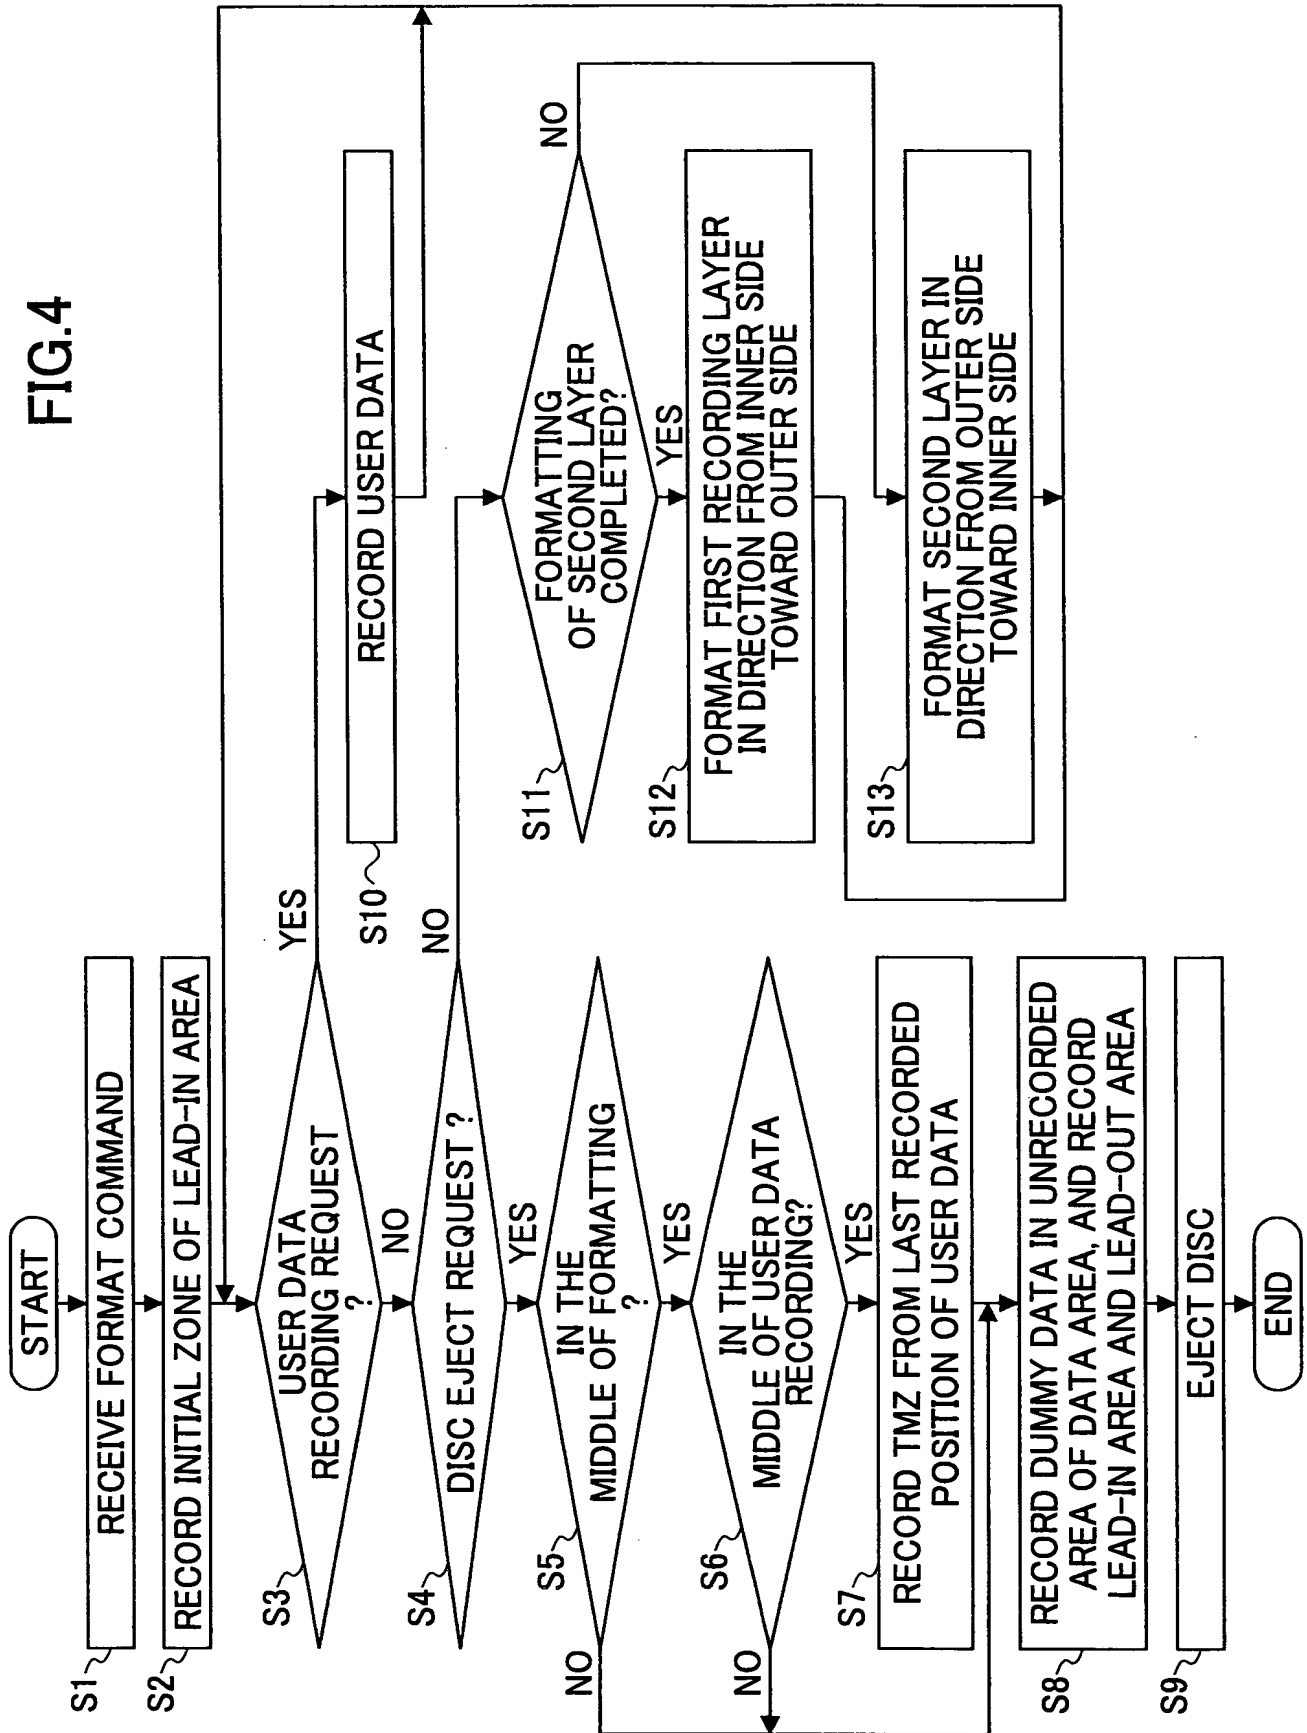 FIG.4
START
S1
RECEIVE FORMAT COMMAND
S2
RECORD INITIAL ZONE OF LEAD-IN AREA
S3
USER DATA
RECORDING REQUEST
?
YES
NO
S10
RECORD USER DATA
S4
DISC EJECT REQUEST ?
NO
YES
S5
IN THE
MIDDLE OF FORMATTING
?
NO
YES
S6
IN THE
MIDDLE OF USER DATA
RECORDING?
NO
YES
S7
RECORD TMZ FROM LAST RECORDED
POSITION OF USER DATA
S8
RECORD DUMMY DATA IN UNRECORDED
AREA OF DATA AREA, AND RECORD
LEAD-IN AREA AND LEAD-OUT AREA
S9
EJECT DISC
END
S11
FORMATTING
OF SECOND LAYER
COMPLETED?
NO
YES
S12
FORMAT FIRST RECORDING LAYER
IN DIRECTION FROM INNER SIDE
TOWARD OUTER SIDE
S13
FORMAT SECOND LAYER IN
DIRECTION FROM OUTER SIDE
TOWARD INNER SIDE